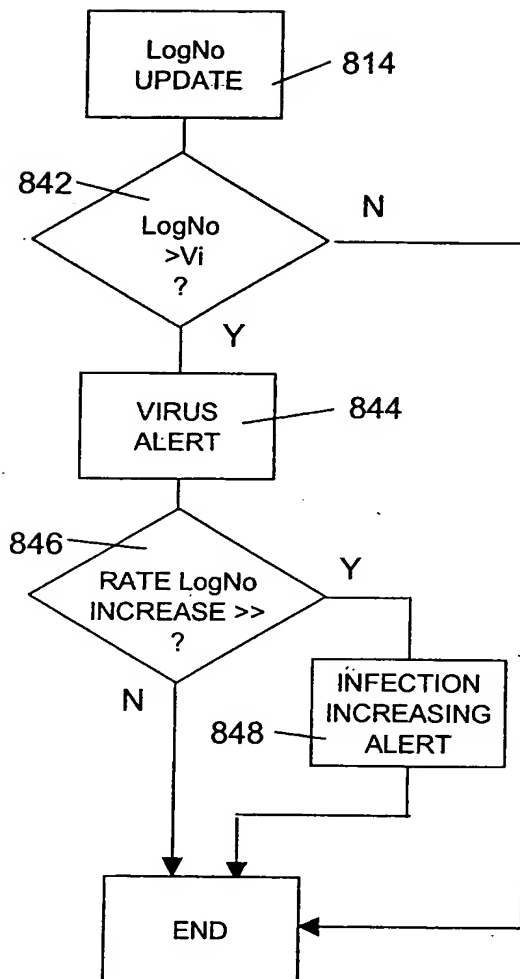 LogNo
UPDATE
814
842
LogNo
>Vi
?
N
Y
VIRUS
ALERT
844
846
RATE LogNo
INCREASE >>
?
Y
N
INFECTION
INCREASING
ALERT
848
END